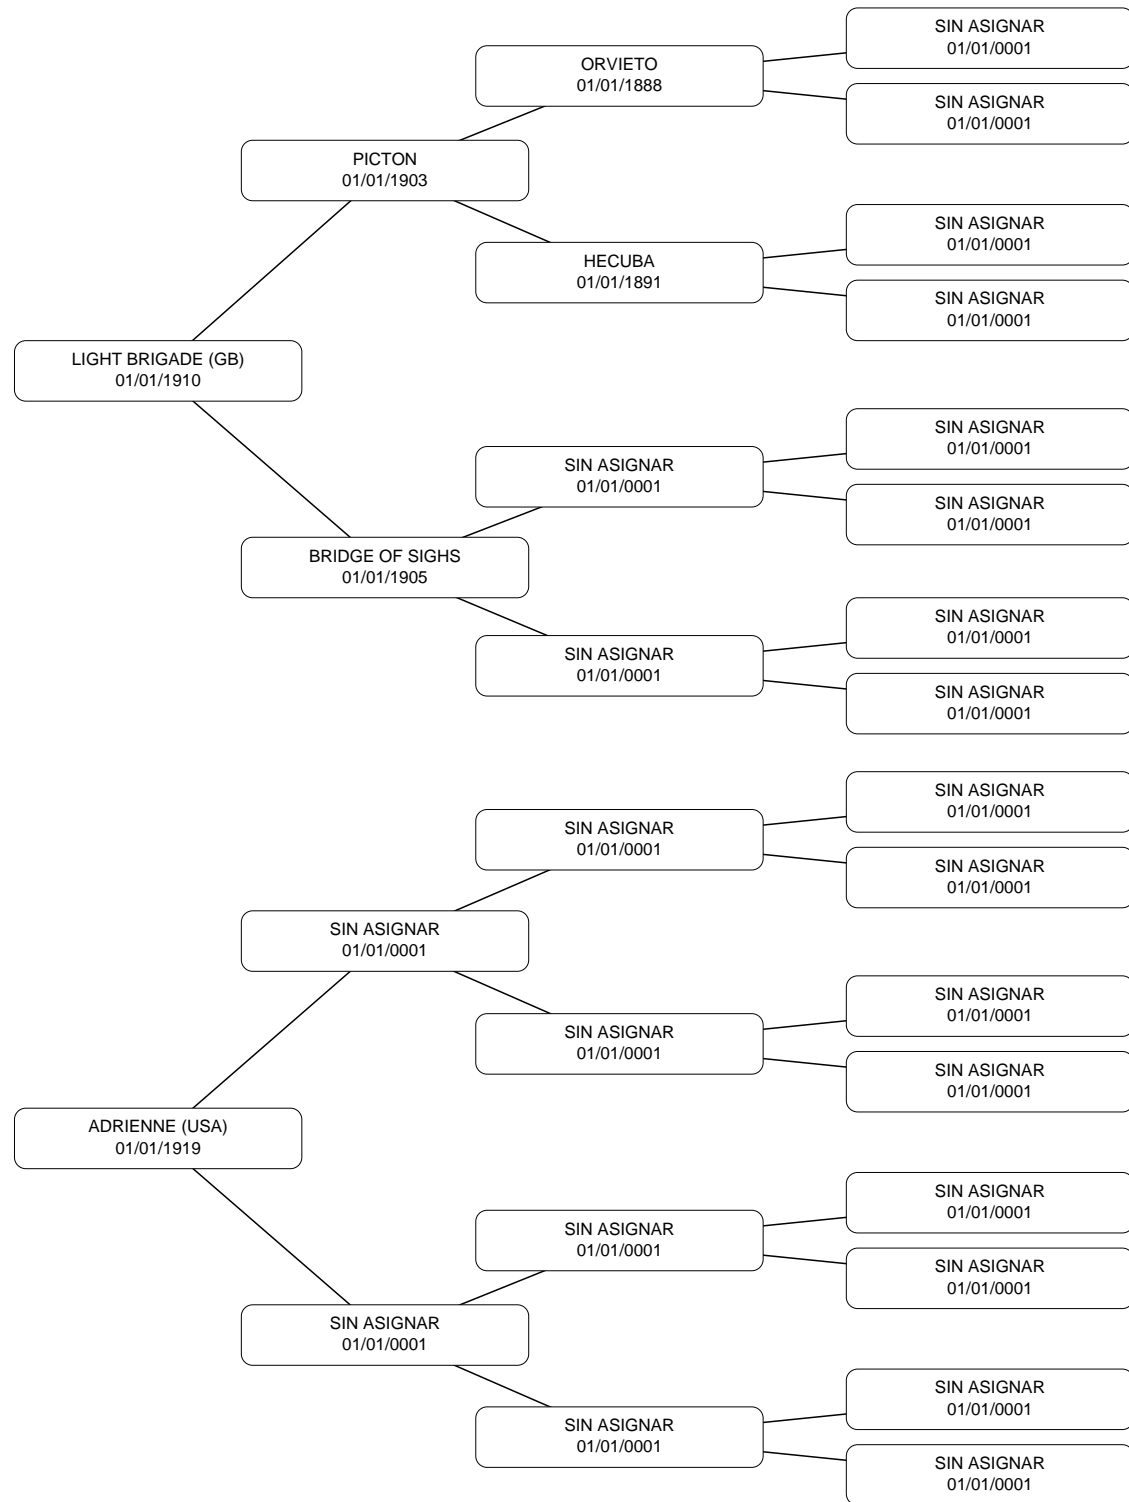 SIN ASIGNAR
01/01/0001
ORVIETO
01/01/1888
SIN ASIGNAR
01/01/0001
PICTON
01/01/1903
SIN ASIGNAR
01/01/0001
HECUBA
01/01/1891
SIN ASIGNAR
01/01/0001
LIGHT BRIGADE (GB)
01/01/1910
SIN ASIGNAR
01/01/0001
SIN ASIGNAR
01/01/0001
SIN ASIGNAR
01/01/0001
BRIDGE OF SIGHS
01/01/1905
SIN ASIGNAR
01/01/0001
SIN ASIGNAR
01/01/0001
SIN ASIGNAR
01/01/0001
SIN ASIGNAR
01/01/0001
SIN ASIGNAR
01/01/0001
SIN ASIGNAR
01/01/0001
SIN ASIGNAR
01/01/0001
SIN ASIGNAR
01/01/0001
SIN ASIGNAR
01/01/0001
SIN ASIGNAR
01/01/0001
ADRIENNE (USA)
01/01/1919
SIN ASIGNAR
01/01/0001
SIN ASIGNAR
01/01/0001
SIN ASIGNAR
01/01/0001
SIN ASIGNAR
01/01/0001
SIN ASIGNAR
01/01/0001
SIN ASIGNAR
01/01/0001
SIN ASIGNAR
01/01/0001